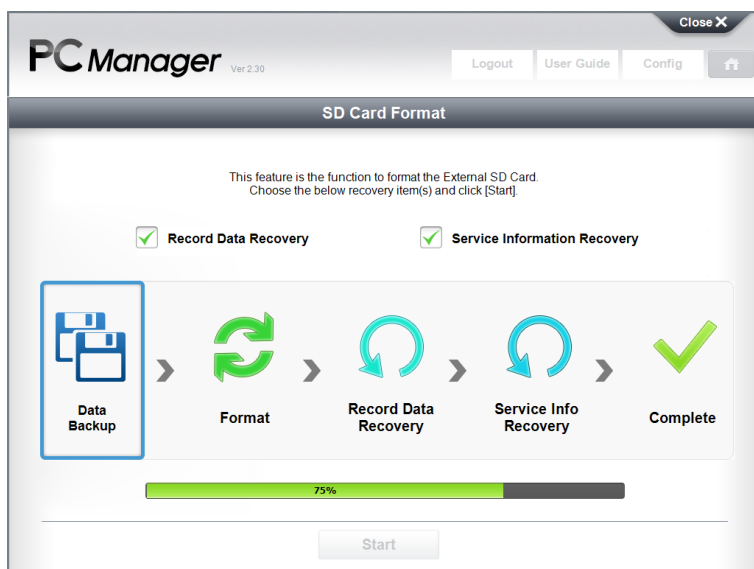 Close X
PC Manager Ver 2.30
Logout User Guide Config
SD Card Format
This feature is the function to format the External SD Card.
Choose the below recovery item(s) and click [Start].
Record Data Recovery Service Information Recovery
Data Backup
Format
Record Data Recovery
Service Info Recovery
Complete
75%
Start